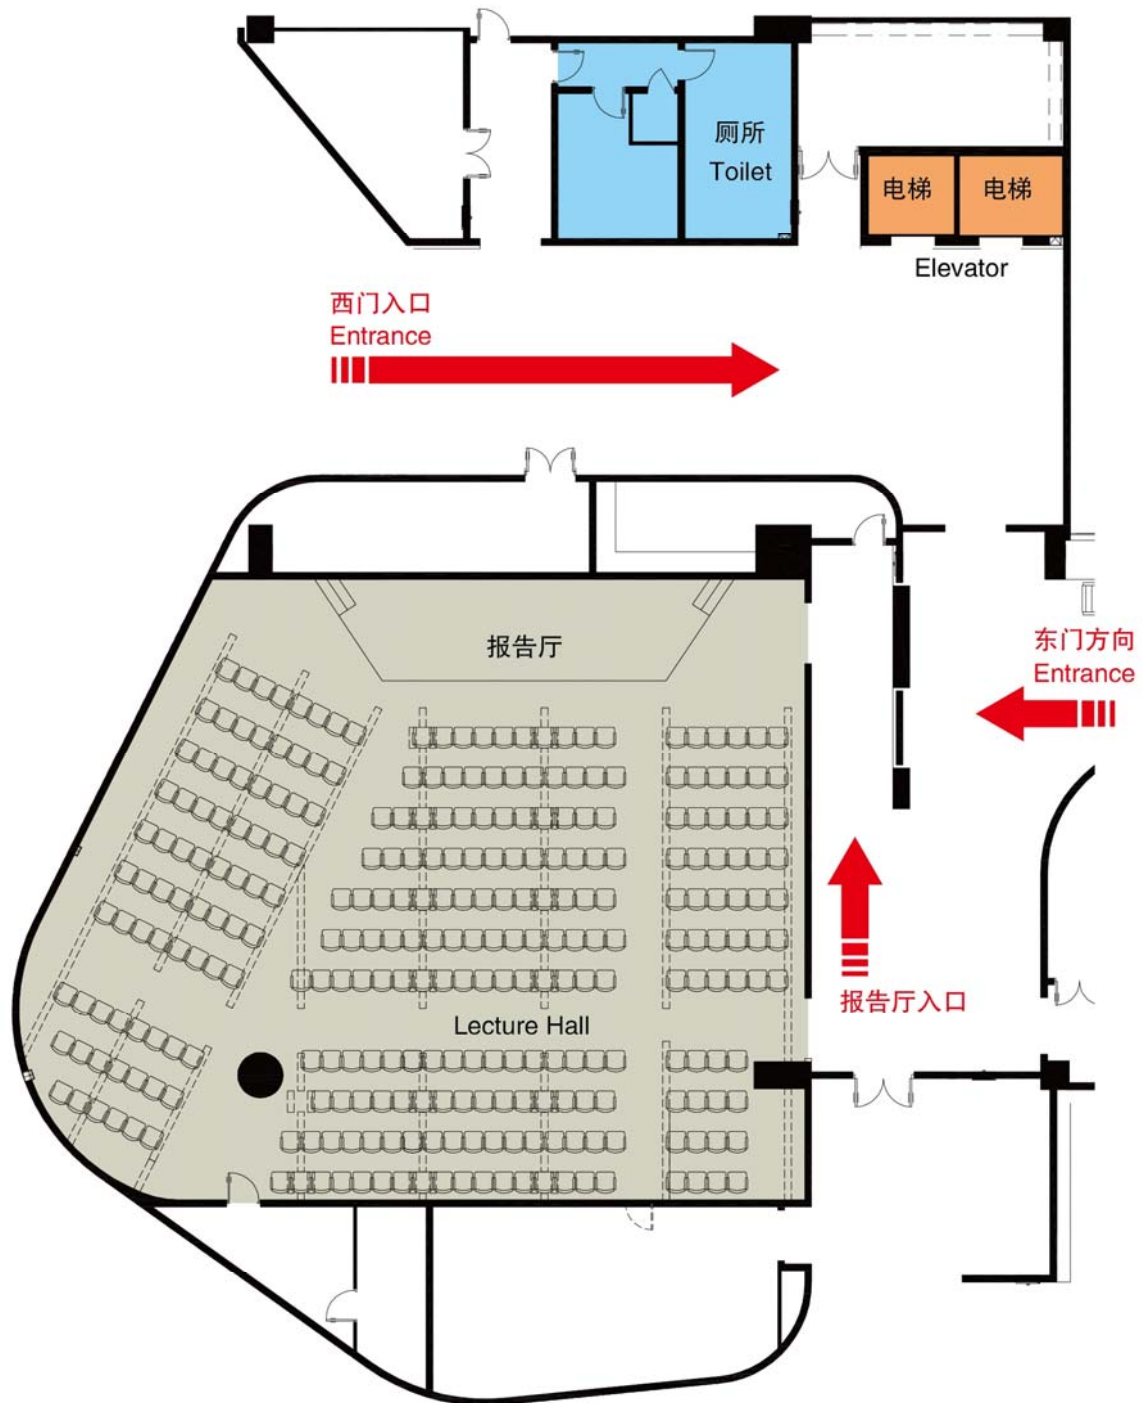 厕所
Toilet
电梯
电梯
Elevator
西门入口
Entrance
报告厅
东门方向
Entrance
报告厅入口
Lecture Hall